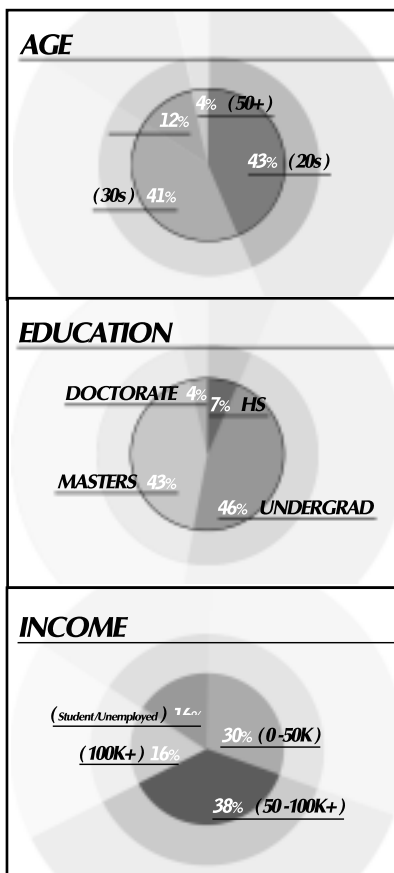 AGE
4% (50+)
12%
43% (20s)
(30s) 41%
EDUCATION
DOCTORATE 4%
7% HS
MASTERS 43%
46% UNDERGRAD
INCOME
(Student/Unemployed)
30% (0-50K)
(100K+) 16%
38% (50-100K+)